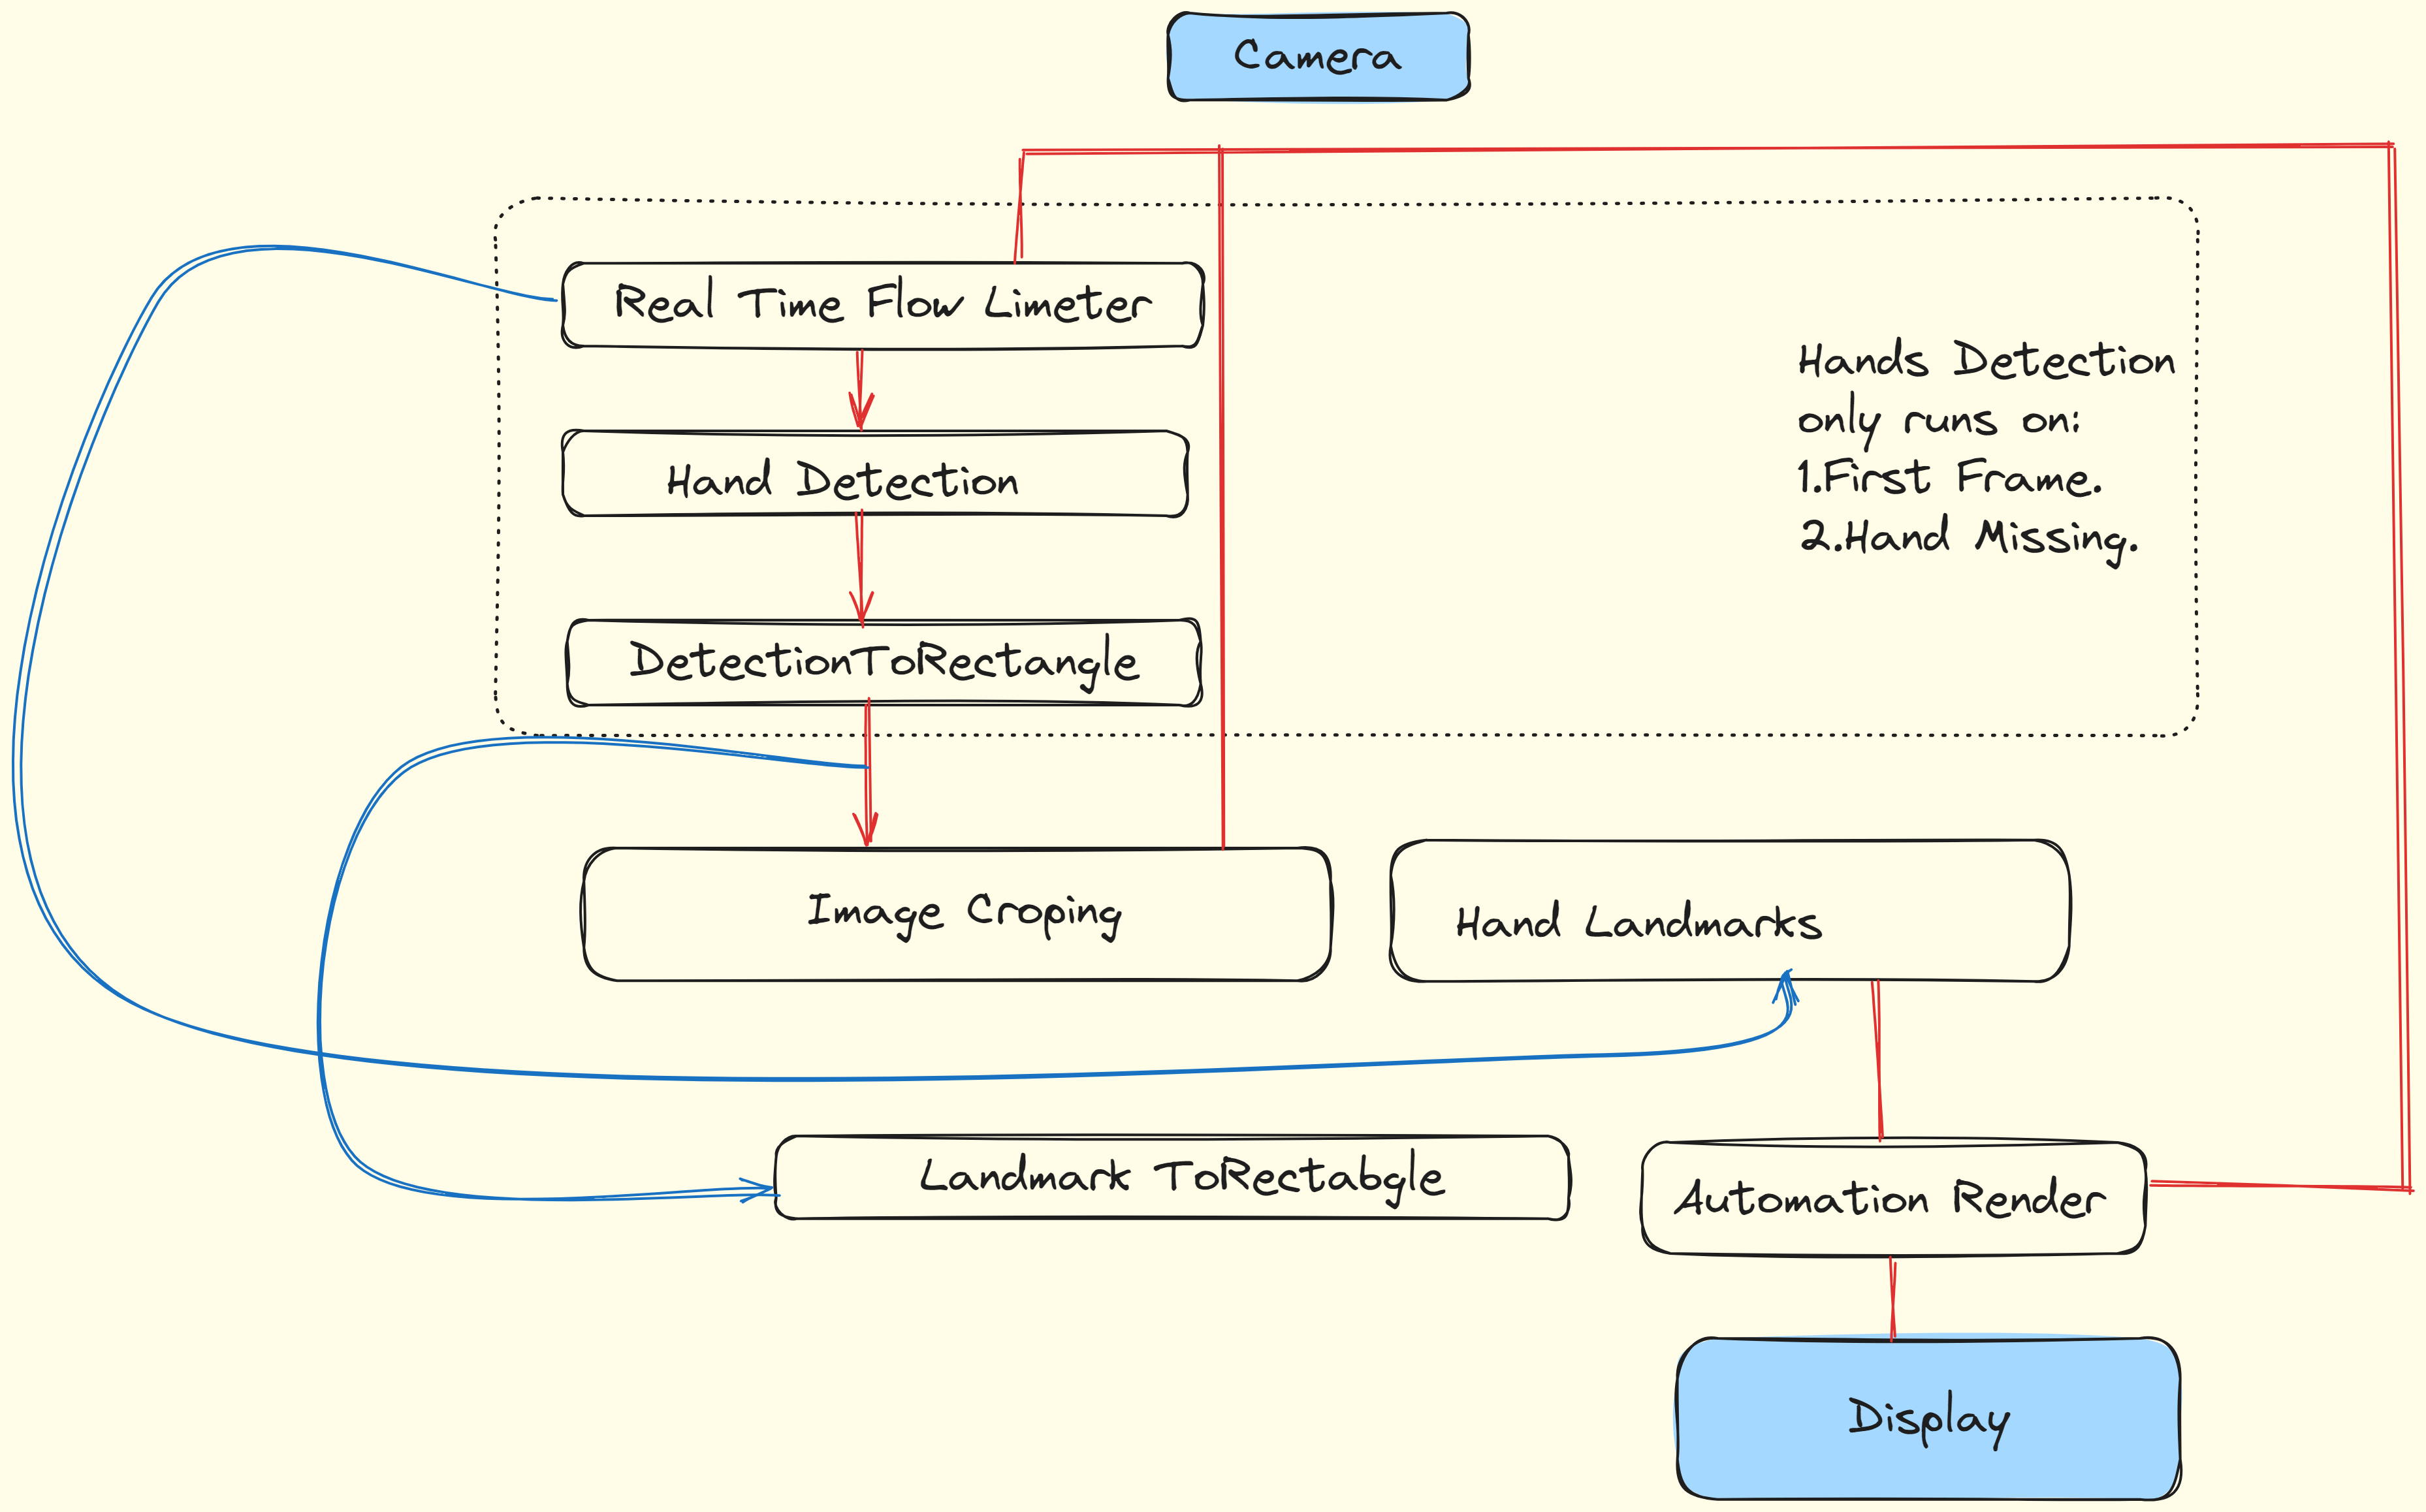 Camera
Real Time Flow Limeter
Hand Detection
DetectionToRectangle
Hands Detection
only runs on:
1.First Frame.
2.Hand Missing.
Image Croping
Hand Landmarks
Landmark ToRectabgle
Automation Render
Display